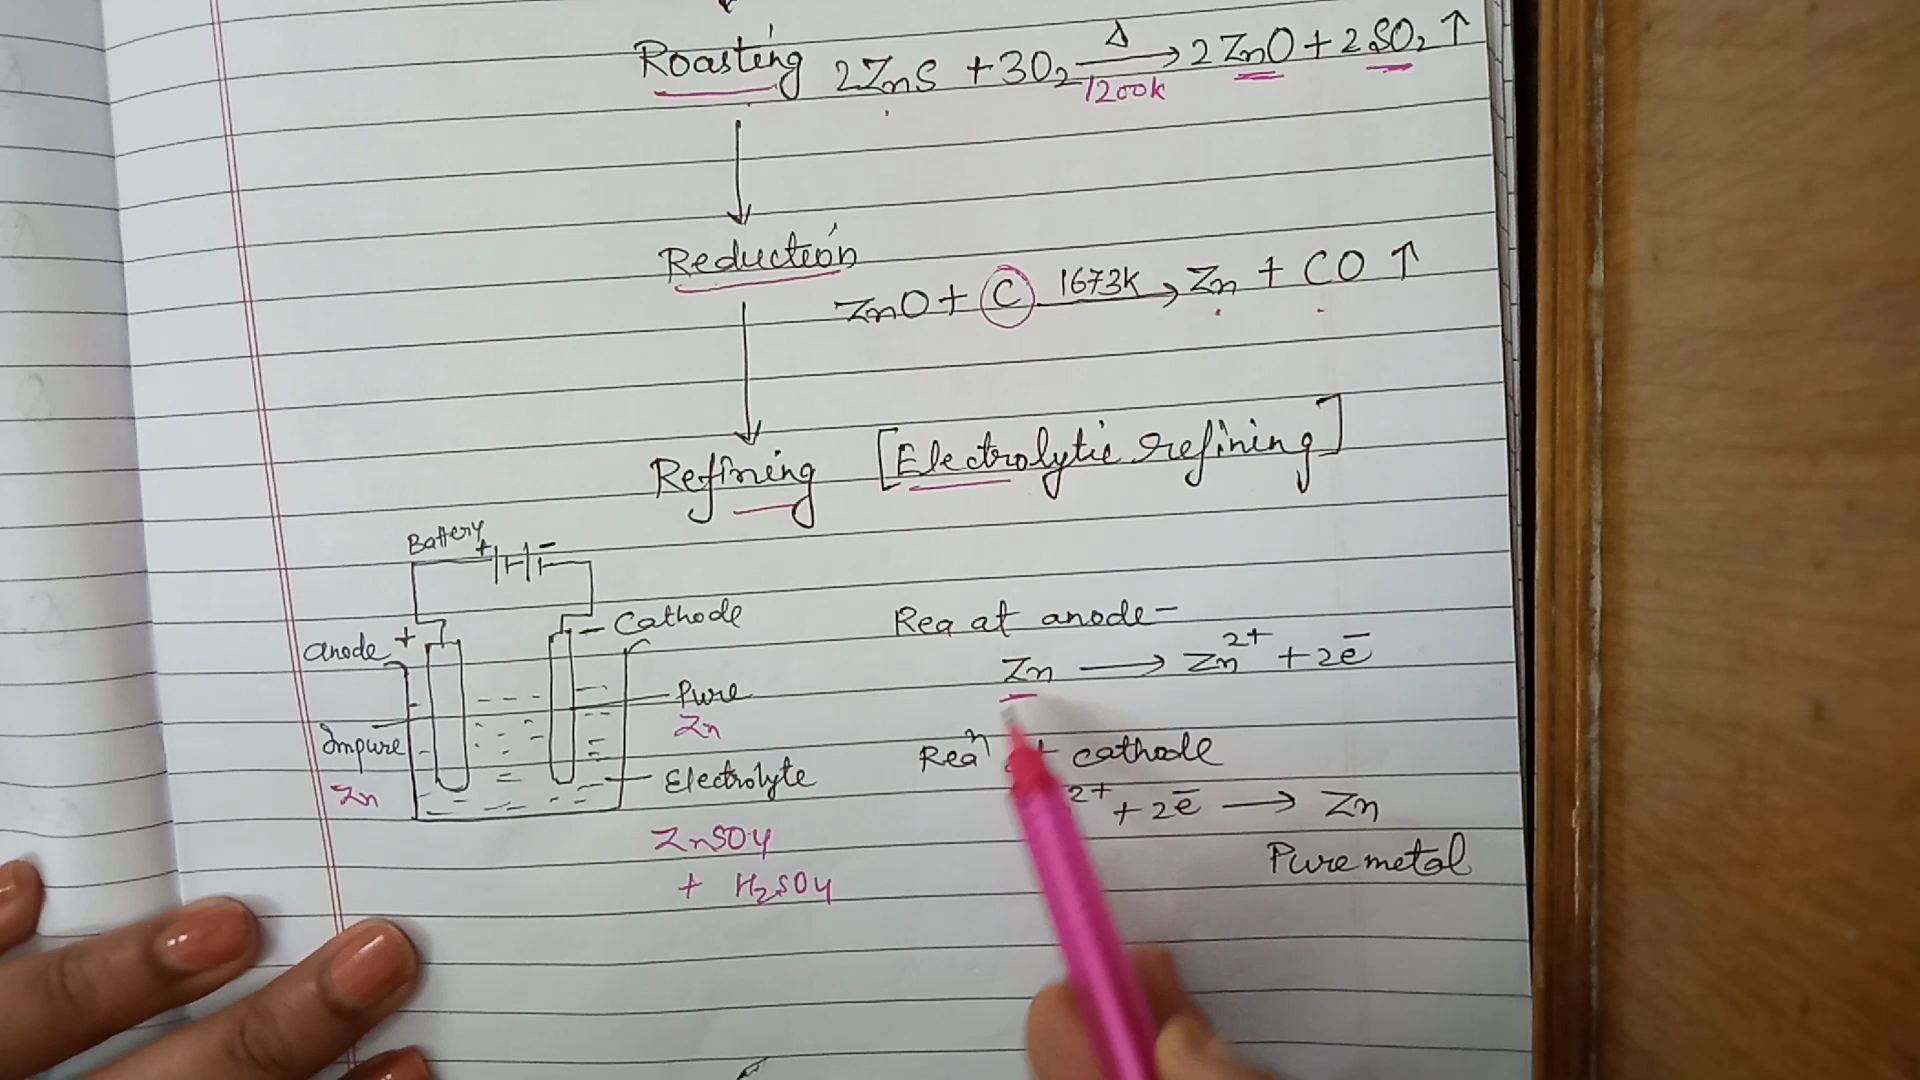 Roasting 2ZnS + 3O₂ Δ → 1200k 2ZnO + 2SO₂ ↑
Reduction
ZnO + C 1673K → Zn + CO ↑
Refining [Electrolytic refining]
Battery
+ −
anode +
Cathode
Impure
Zn
Pure
Zn
Electrolyte
ZnSO4
+ H₂SO4
Rea at anode −
Zn → Zn²⁺ + 2e̅
Reaⁿ cathode
²⁺ + 2e̅ → Zn
Pure metal